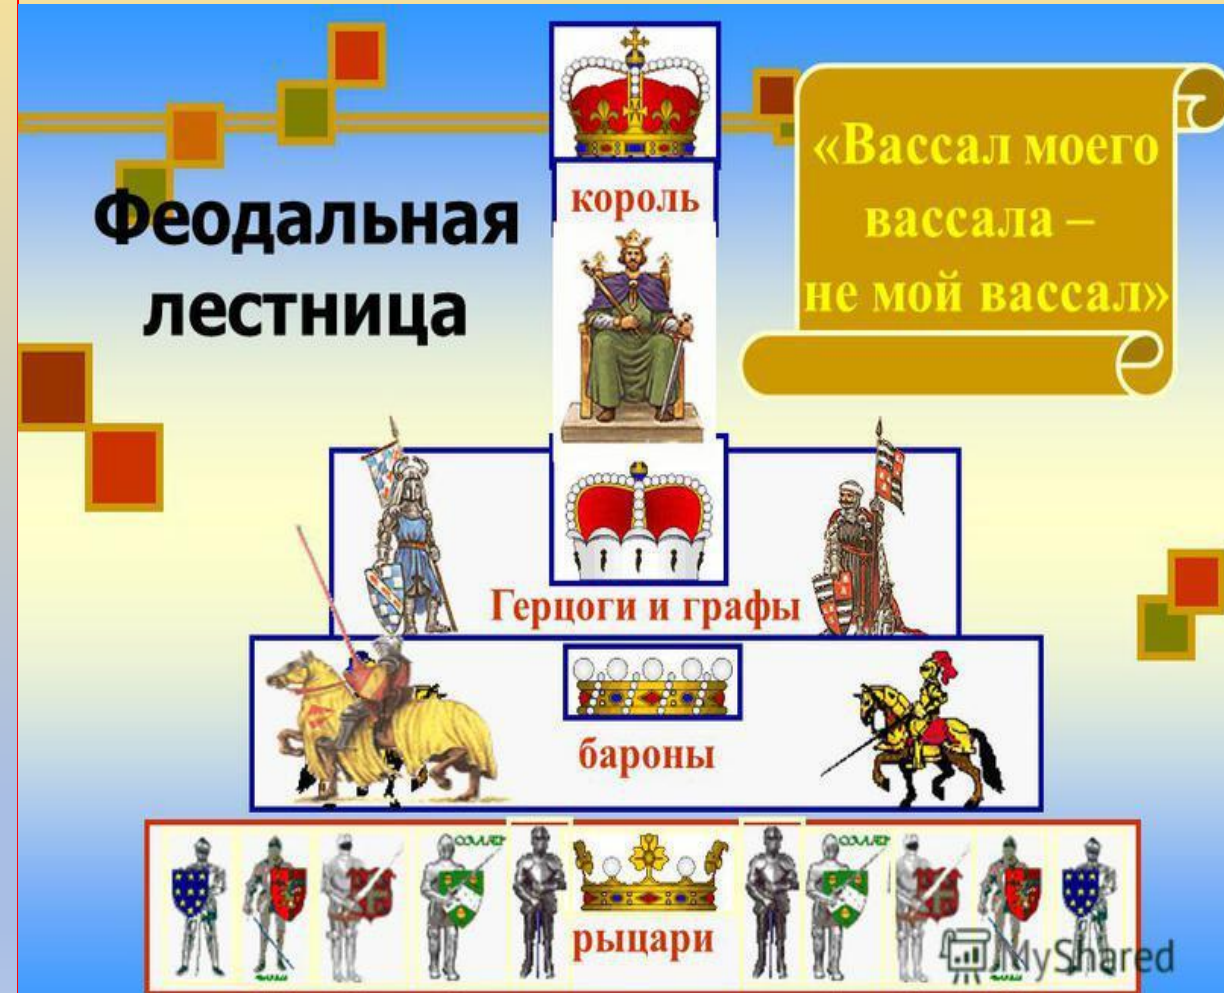 Феодальная
лестница
король
«Вассал моего
вассала –
не мой вассал»
Герцоги и графы
бароны
рыцари
MyShared